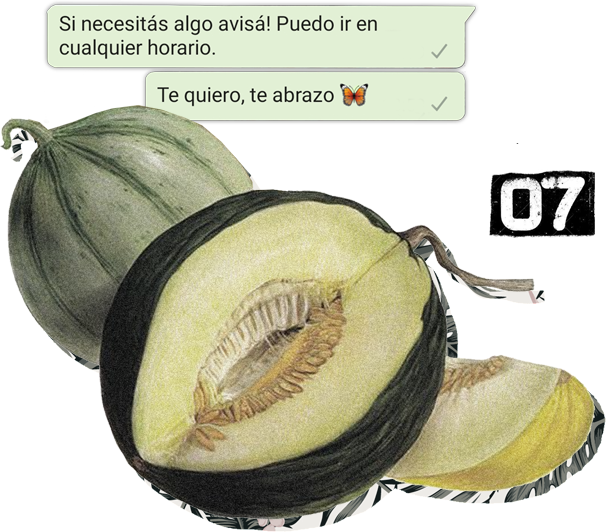 Si necesitás algo avisá! Puedo ir en
cualquier horario.
Te quiero, te abrazo 🦋
07